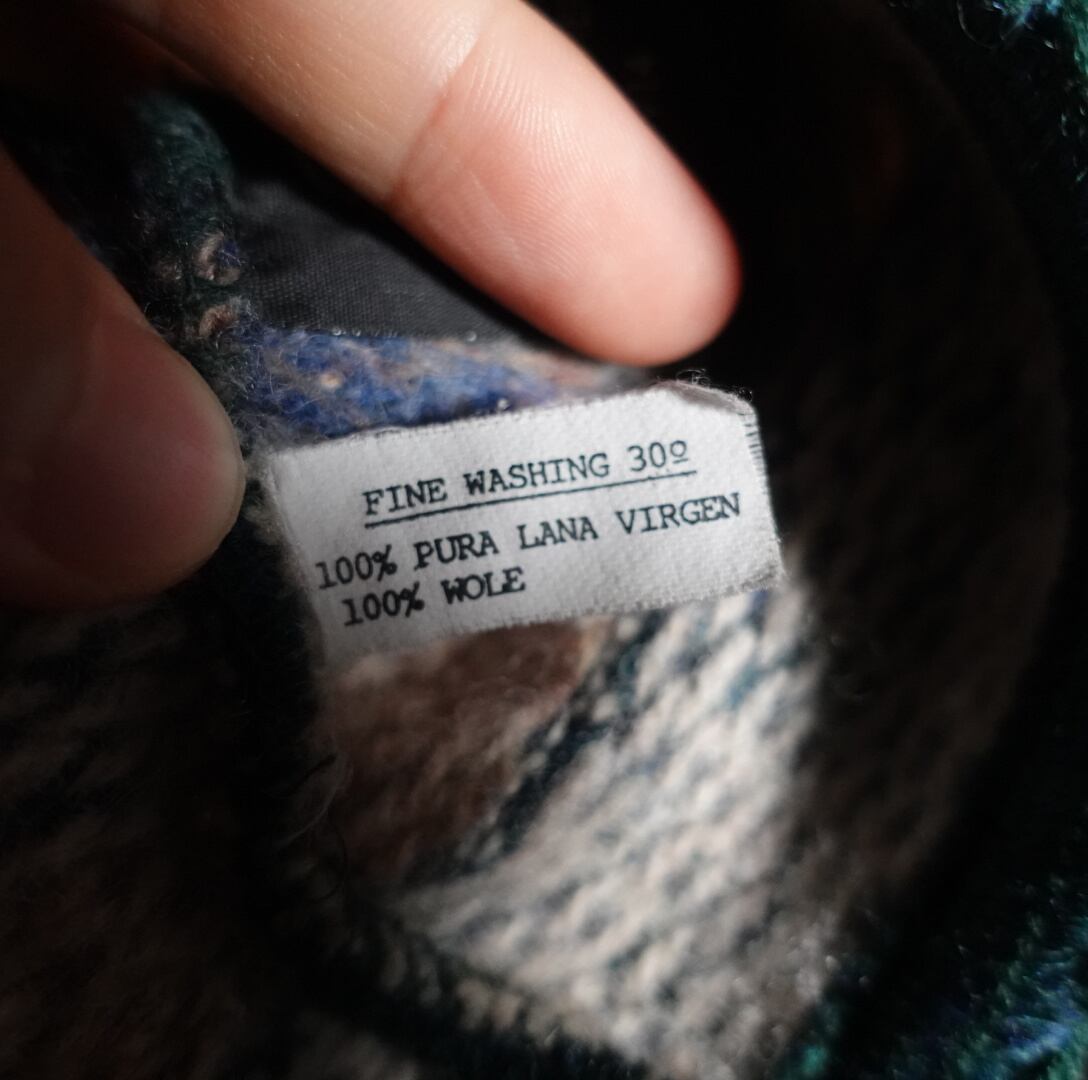 FINE WASHING 30º
100% PURA LANA VIRGEN
100% WOLE